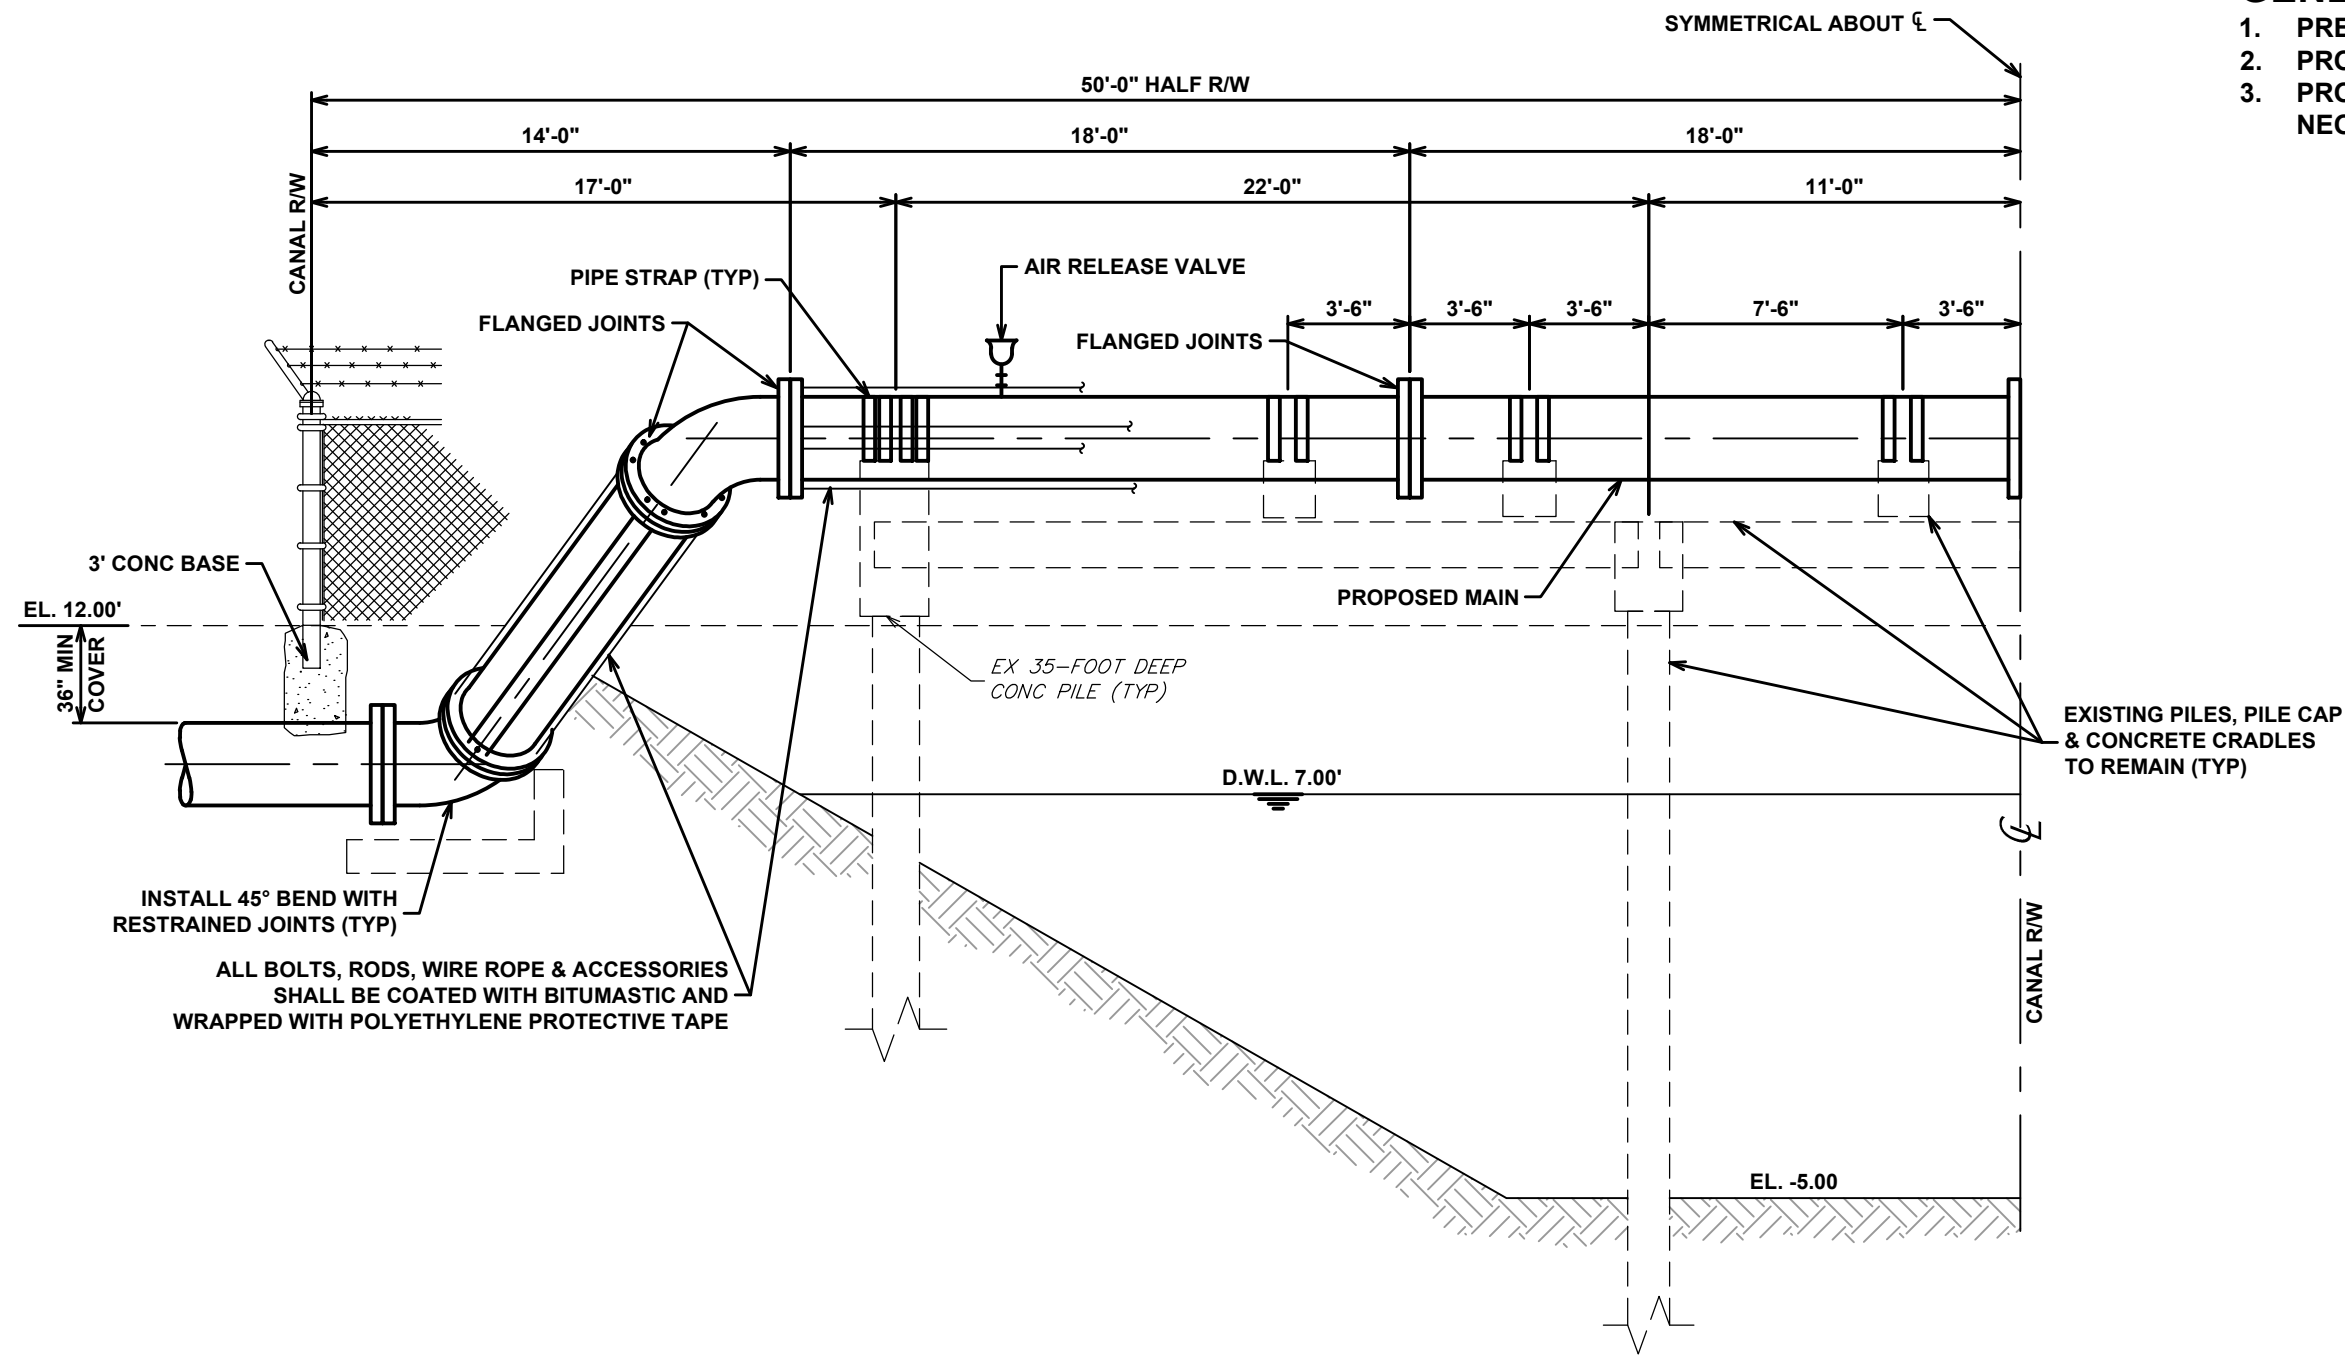 SYMMETRICAL ABOUT ℄
1. PRE
2. PRO
3. PRO
NEC
50'-0" HALF R/W
14'-0"
18'-0"
18'-0"
17'-0"
22'-0"
11'-0"
CANAL R/W
PIPE STRAP (TYP)
AIR RELEASE VALVE
FLANGED JOINTS
FLANGED JOINTS
3'-6"
3'-6"
3'-6"
7'-6"
3'-6"
3' CONC BASE
EL. 12.00'
36" MIN
COVER
PROPOSED MAIN
EX 35-FOOT DEEP
CONC PILE (TYP)
EXISTING PILES, PILE CAP
& CONCRETE CRADLES
TO REMAIN (TYP)
D.W.L. 7.00'
℄
INSTALL 45° BEND WITH
RESTRAINED JOINTS (TYP)
CANAL R/W
ALL BOLTS, RODS, WIRE ROPE & ACCESSORIES
SHALL BE COATED WITH BITUMASTIC AND
WRAPPED WITH POLYETHYLENE PROTECTIVE TAPE
EL. -5.00